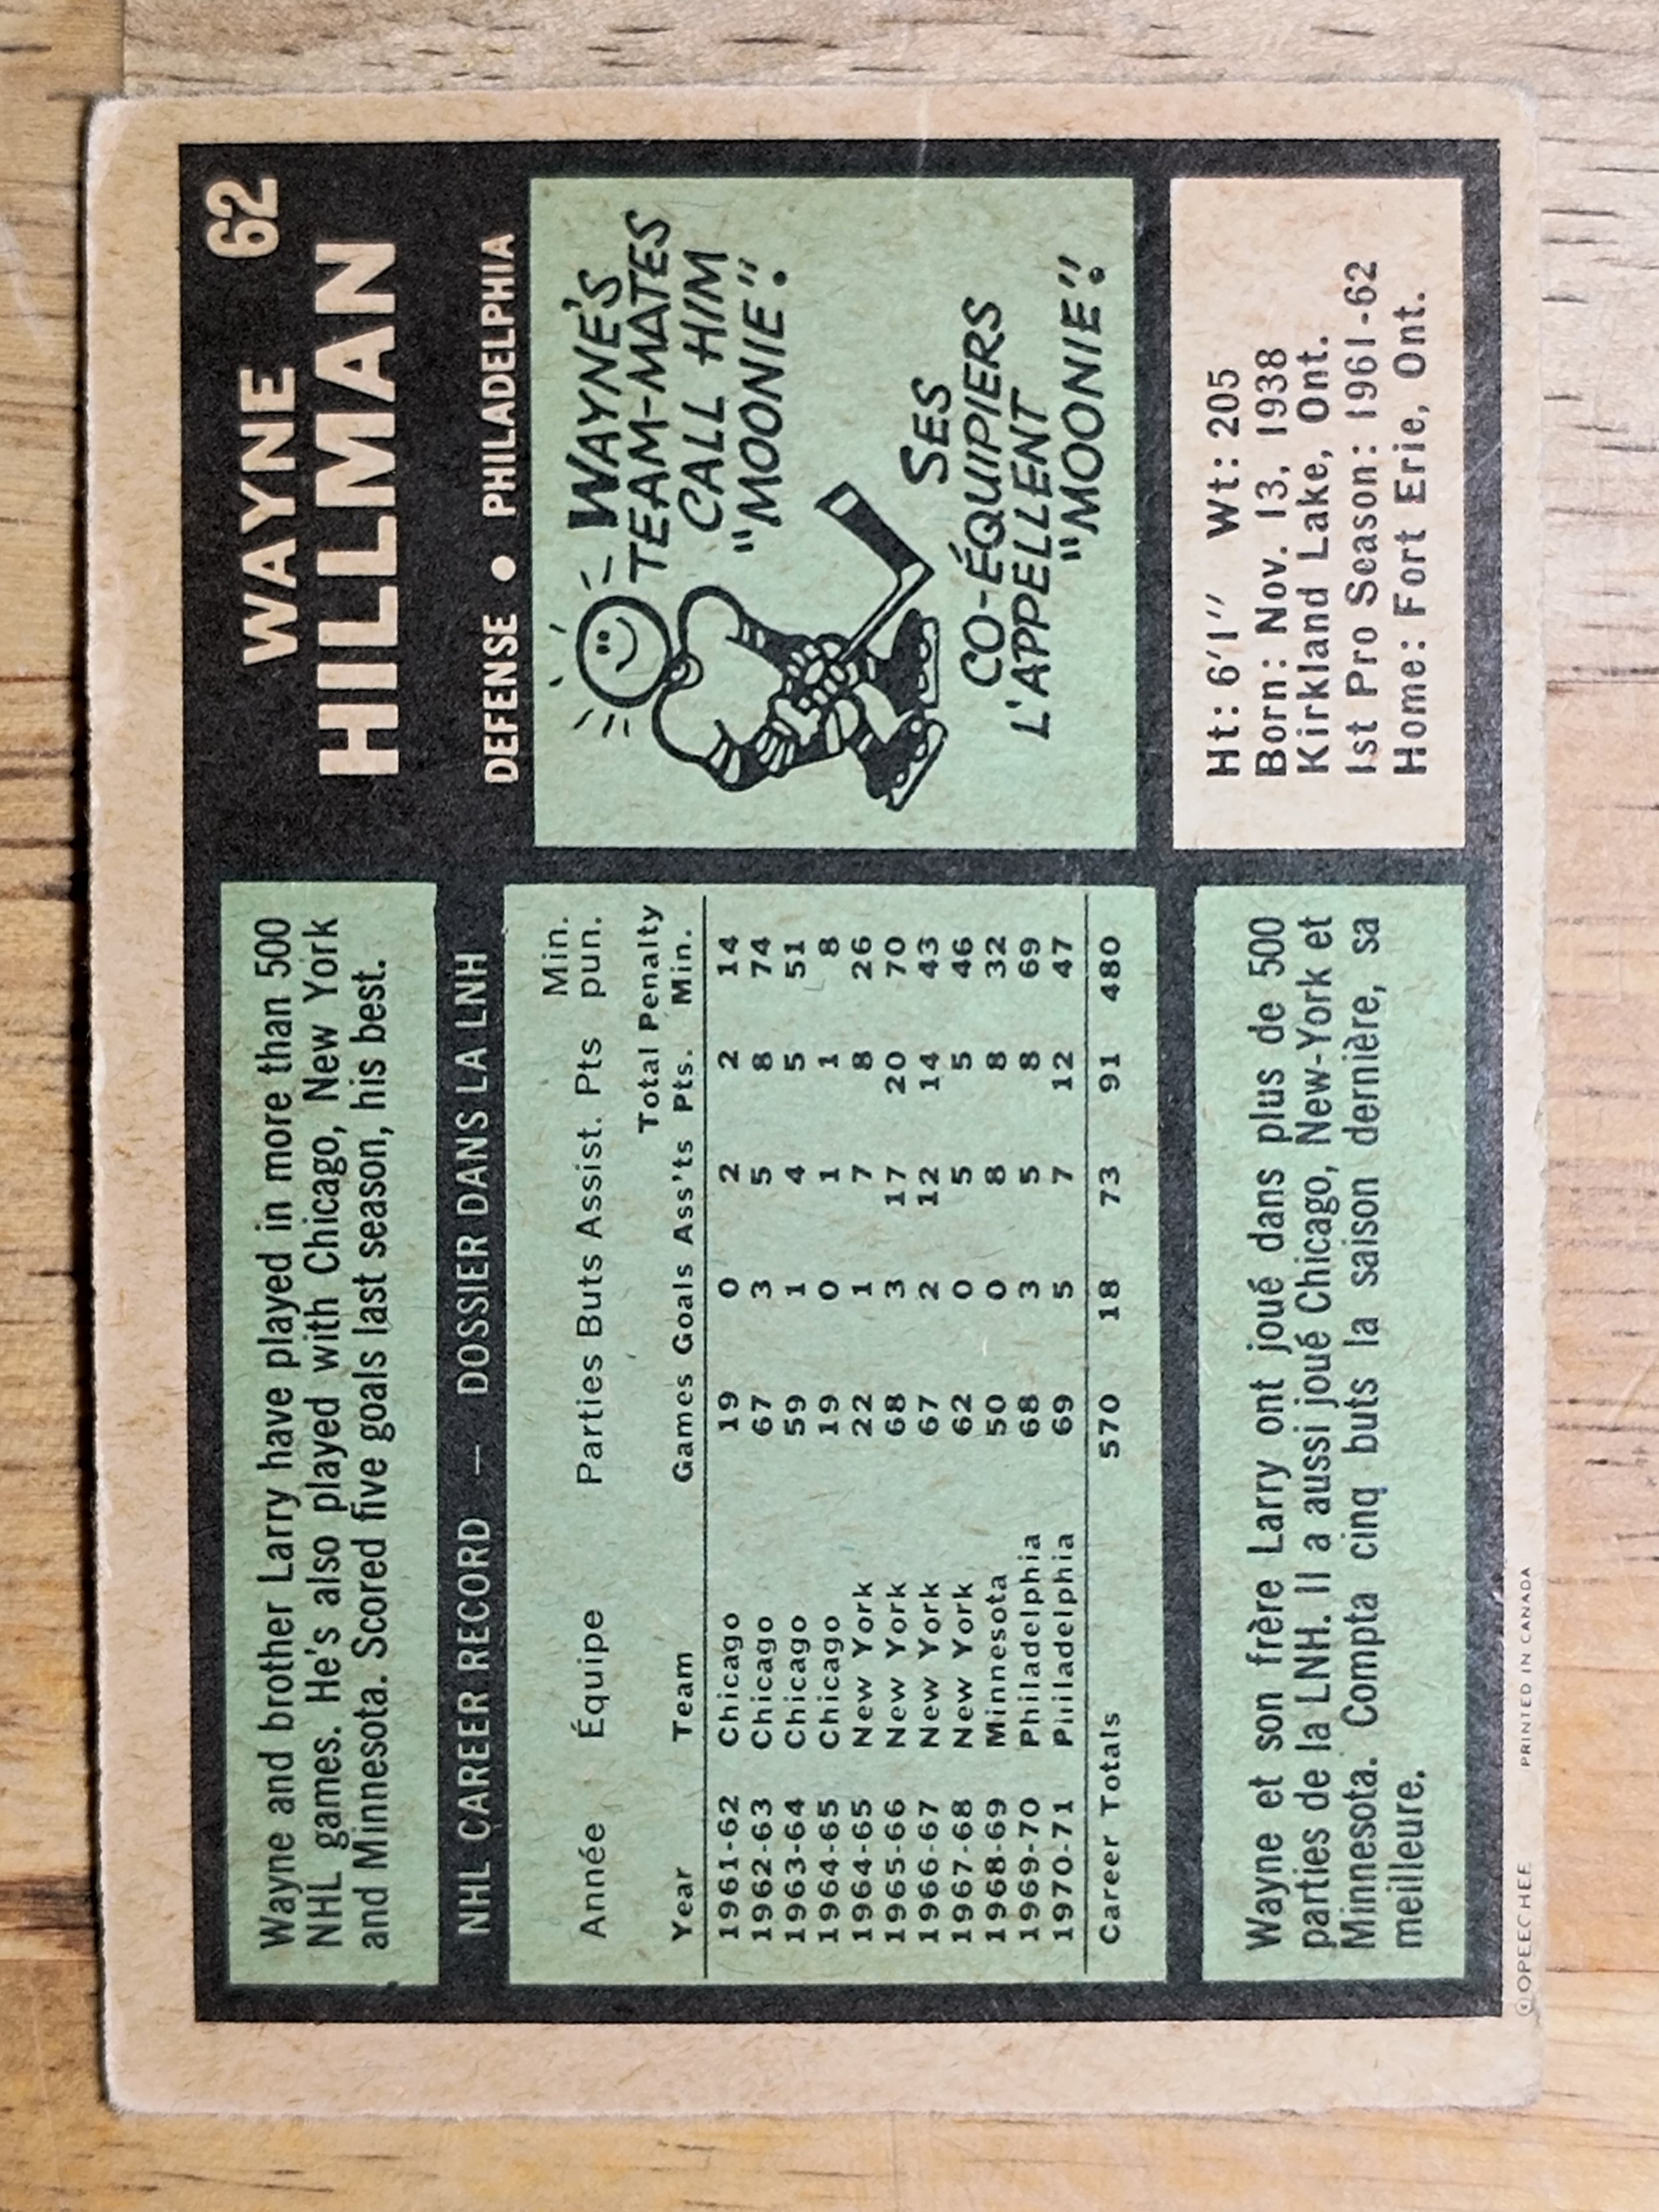 Wayne and brother Larry have played in more than 500
NHL games. He's also played with Chicago, New York
and Minnesota. Scored five goals last season, his best.
NHL CAREER RECORD — DOSSIER DANS LA LNH
Année Équipe Parties Buts Assist. Pts Min. pun.
Year Team Games Goals Ass'ts Total Pts. Penalty Min.
1961-62 Chicago 19 0 2 2 14
1962-63 Chicago 67 3 5 8 74
1963-64 Chicago 59 1 4 5 51
1964-65 Chicago 19 0 1 1 8
1964-65 New York 22 1 7 8 26
1965-66 New York 68 3 17 20 70
1966-67 New York 67 2 12 14 43
1967-68 New York 62 0 5 5 46
1968-69 Minnesota 50 0 8 8 32
1969-70 Philadelphia 68 3 5 8 69
1970-71 Philadelphia 69 5 7 12 47
Career Totals 570 18 73 91 480
Wayne et son frère Larry ont joué dans plus de 500
parties de la LNH. Il a aussi joué Chicago, New-York et
Minnesota. Compta cinq buts la saison dernière, sa
meilleure.
WAYNE 62
HILLMAN
DEFENSE ● PHILADELPHIA
WAYNE'S
TEAM-MATES
CALL HIM
"MOONIE".
SES
CO-ÉQUIPIERS
L'APPELLENT
"MOONIE".
Ht: 6'1" Wt: 205
Born: Nov. 13, 1938
Kirkland Lake, Ont.
1st Pro Season: 1961-62
Home: Fort Erie, Ont.
© OPEECHEE PRINTED IN CANADA